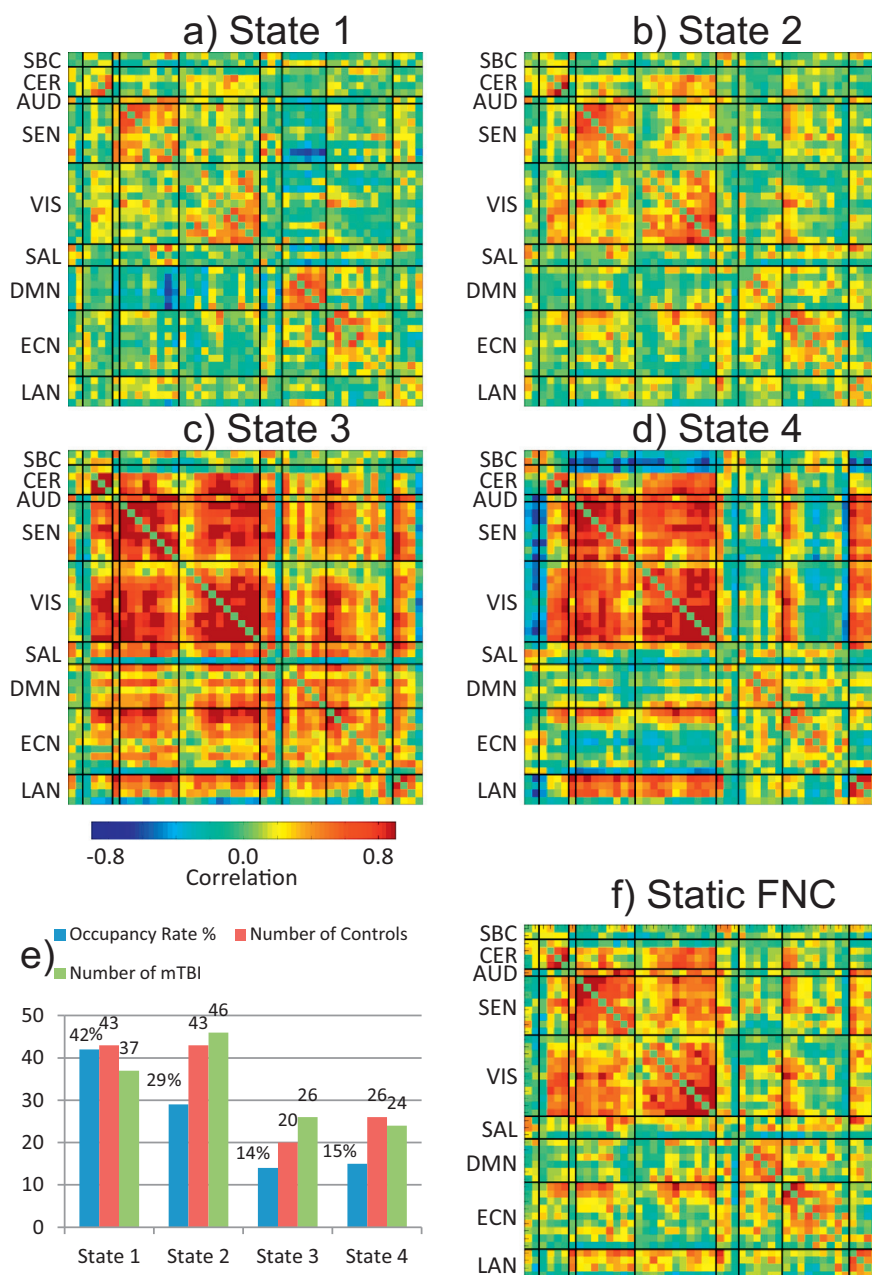 a) State 1
b) State 2
SBC
CER
AUD
SEN
VIS
SAL
DMN
ECN
LAN
SBC
CER
AUD
SEN
VIS
SAL
DMN
ECN
LAN
c) State 3
d) State 4
SBC
CER
AUD
SEN
VIS
SAL
DMN
ECN
LAN
SBC
CER
AUD
SEN
VIS
SAL
DMN
ECN
LAN
-0.8 0.0 0.8
Correlation
e)
Occupancy Rate % Number of Controls
Number of mTBI
50
40
30
20
10
0
42% 43 37
29% 43 46
14% 20 26
15% 26 24
State 1 State 2 State 3 State 4
f) Static FNC
SBC
CER
AUD
SEN
VIS
SAL
DMN
ECN
LAN